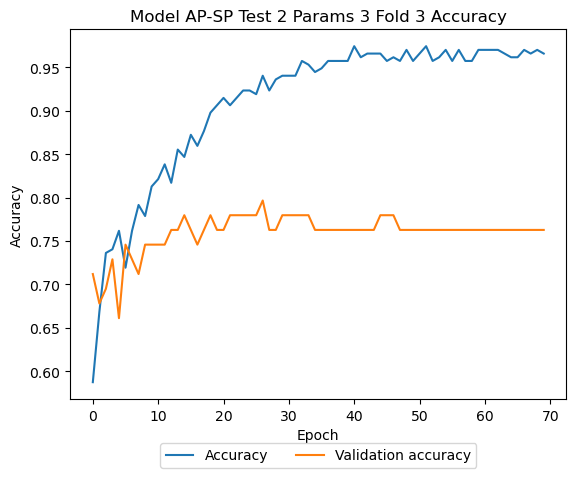 Model AP-SP Test 2 Params 3 Fold 3 Accuracy
0.95
0.90
0.85
0.80
0.75
0.70
0.65
0.60
Accuracy
0 10 20 30 40 50 60 70
Epoch
Accuracy Validation accuracy